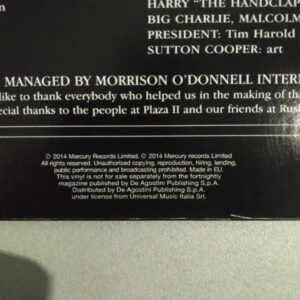 n
HARRY "THE HANDCLAP
BIG CHARLIE, MALCOLM
PRESIDENT: Tim Harold
SUTTON COOPER: art
MANAGED BY MORRISON O'DONNELL INTER
like to thank everybody who helped us in the making of tha
ecial thanks to the people at Plaza II and our friends at Rus
© 2014 Mercury Records Limited. © 2014 Mercury records Limited
All rights reserved. Unauthorised copying, reproduction, hiring, lending,
public performance and broadcasting prohibited. Made in EU.
This vinyl is not for sale separately from the fortnightly
magazine published by De Agostini Publishing S.p.A.
Distributed by De Agostini Publishing S.p.A.
under license from Universal Music Italia Srl.